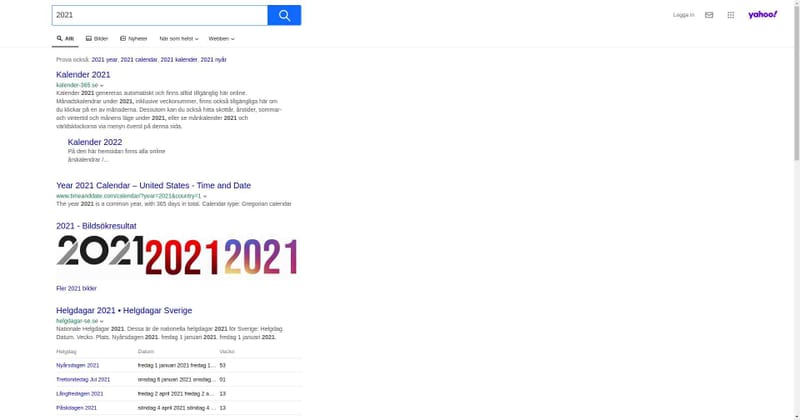 2021
Logga in
yahoo!
Allt
Bilder
Nyheter
När som helst
Webben
Prova också: 2021 year, 2021 calendar, 2021 kalender, 2021 nyår
Kalender 2021
kalender-365.se
Kalender 2021 genereras automatiskt och finns alltid tillgänglig här online.
Månadskalendrar under 2021, inklusive veckonummer, finns också tillgängliga här om
du klickar på en av månaderna. Dessutom kan du också hitta skottår, årstider, sommar-
och vintertid och månens läge under 2021, eller se månkalender 2021 och
världsklockorna via menyn överst på denna sida.
Kalender 2022
På den här hemsidan finns alla online
årskalendrar /...
Year 2021 Calendar – United States - Time and Date
www.timeanddate.com/calendar/?year=2021&country=1
The year 2021 is a common year, with 365 days in total. Calendar type: Gregorian calendar
2021 - Bildsökresultat
2021 2021 2021
Fler 2021 bilder
Helgdagar 2021 • Helgdagar Sverige
helgdagar-se.se
Nationale Helgdagar 2021. Dessa är de nationella helgdagar 2021 för Sverige: Helgdag.
Datum. Vecko. Plats. Nyårsdagen 2021. fredag 1 januari 2021. fredag 1 januari 2021.
Helgdag Datum Vecko
Nyårsdagen 2021 fredag 1 januari 2021 fredag 1... 53
Trettondedag Jul 2021 onsdag 6 januari 2021 onsdag... 01
Långfredagen 2021 fredag 2 april 2021 fredag 2 a... 13
Påskdagen 2021 söndag 4 april 2021 söndag 4 ... 13